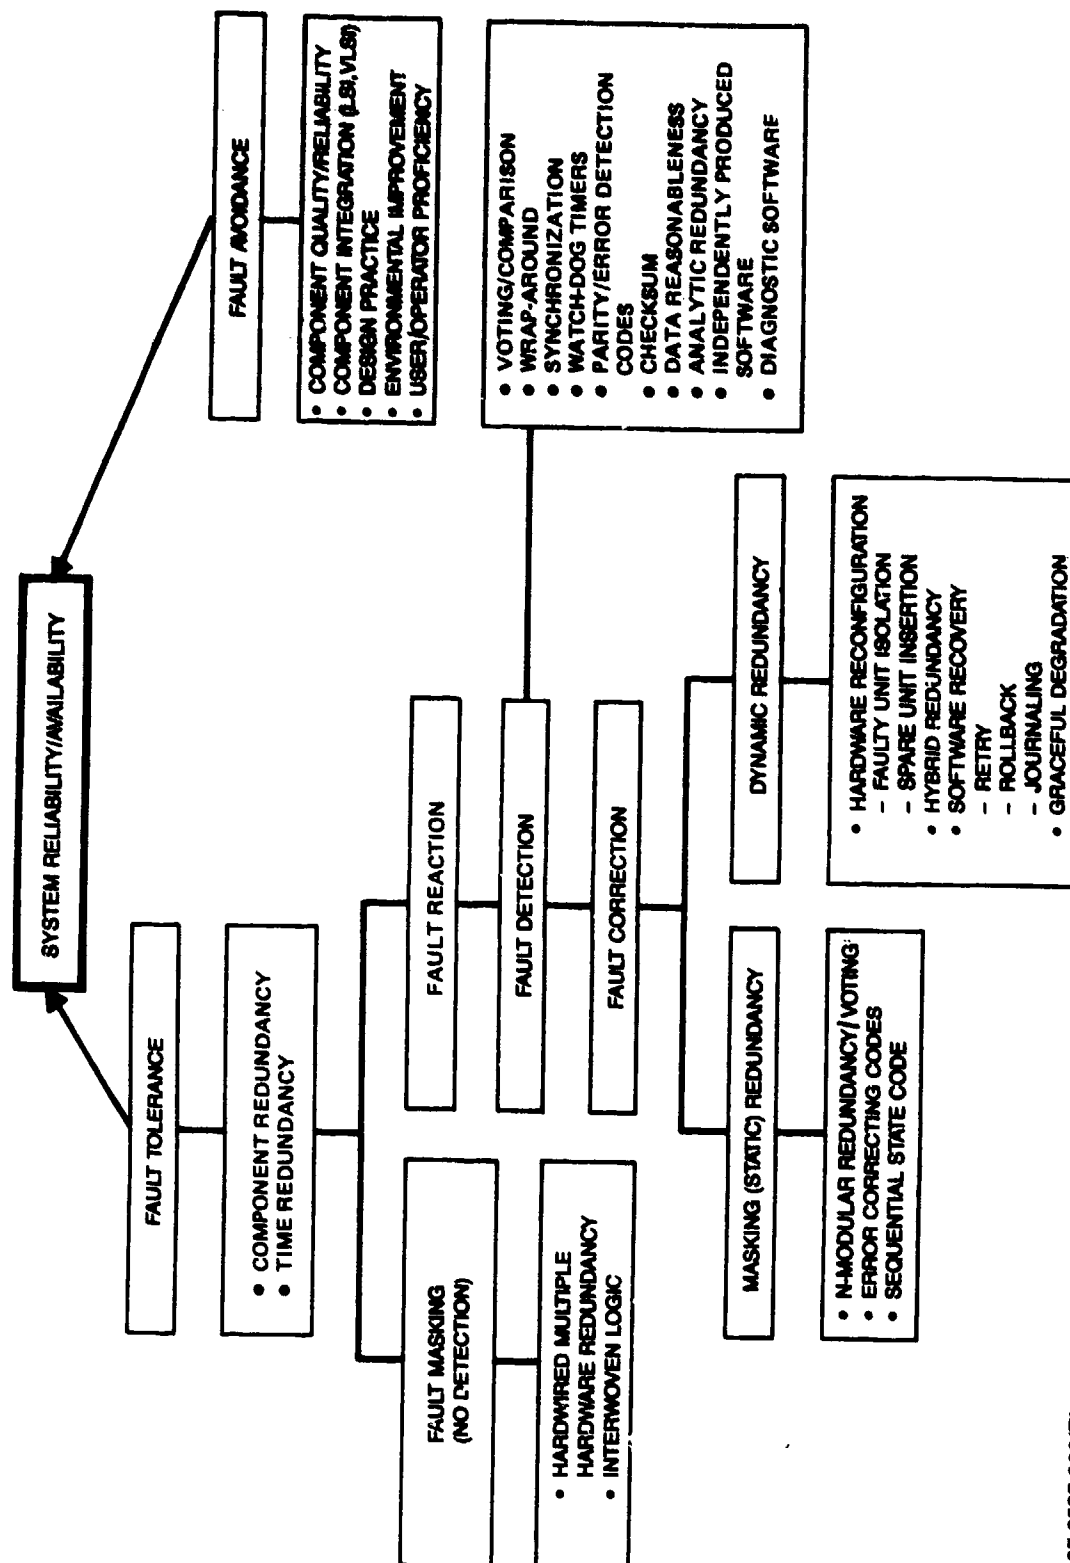 SYSTEM RELIABILITY/AVAILABILITY
FAULT TOLERANCE
• COMPONENT REDUNDANCY
• TIME REDUNDANCY
FAULT MASKING
(NO DETECTION)
• HARDWIRED MULTIPLE
HARDWARE REDUNDANCY
• INTERWOVEN LOGIC
FAULT REACTION
FAULT DETECTION
FAULT CORRECTION
MASKING (STATIC) REDUNDANCY
• N-MODULAR REDUNDANCY/VOTING
• ERROR CORRECTING CODES
• SEQUENTIAL STATE CODE
DYNAMIC REDUNDANCY
• HARDWARE RECONFIGURATION
– FAULTY UNIT ISOLATION
– SPARE UNIT INSERTION
• HYBRID REDUNDANCY
• SOFTWARE RECOVERY
– RETRY
– ROLLBACK
– JOURNALING
• GRACEFUL DEGRADATION
FAULT AVOIDANCE
• COMPONENT QUALITY/RELIABILITY
• COMPONENT INTEGRATION (LSI,VLSI)
• DESIGN PRACTICE
• ENVIRONMENTAL IMPROVEMENT
• USER/OPERATOR PROFICIENCY
• VOTING/COMPARISON
• WRAP-AROUND
• SYNCHRONIZATION
• WATCH-DOG TIMERS
• PARITY/ERROR DETECTION
CODES
• CHECKSUM
• DATA REASONABLENESS
• ANALYTIC REDUNDANCY
• INDEPENDENTLY PRODUCED
SOFTWARE
• DIAGNOSTIC SOFTWARE